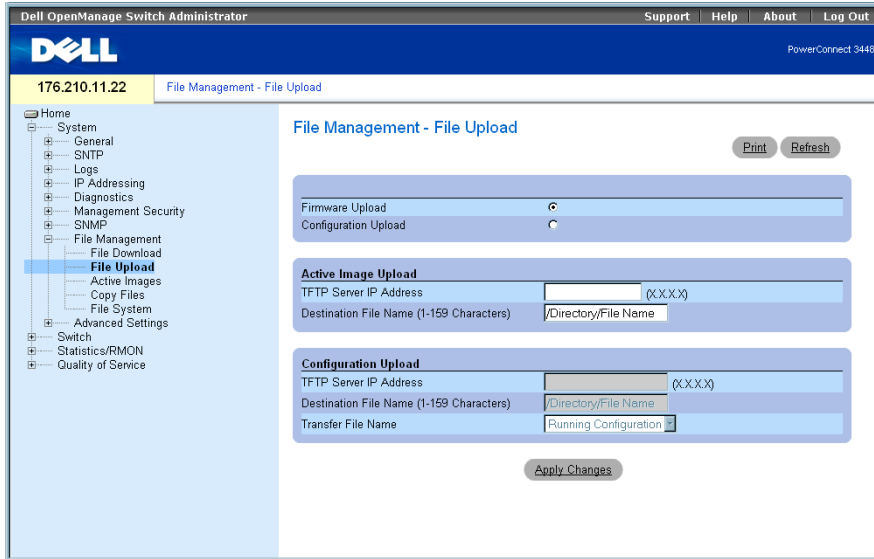 Dell OpenManage Switch Administrator
Support Help About Log Out
DELL
PowerConnect 3448
176.210.11.22
File Management - File Upload
Home
System
General
SNTP
Logs
IP Addressing
Diagnostics
Management Security
SNMP
File Management
File Download
File Upload
Active Images
Copy Files
File System
Advanced Settings
Switch
Statistics/RMON
Quality of Service
File Management - File Upload
Print Refresh
Firmware Upload
Configuration Upload
Active Image Upload
TFTP Server IP Address (X.X.X.X)
Destination File Name (1-159 Characters) /Directory/File Name
Configuration Upload
TFTP Server IP Address (X.X.X.X)
Destination File Name (1-159 Characters) /Directory/File Name
Transfer File Name Running Configuration
Apply Changes